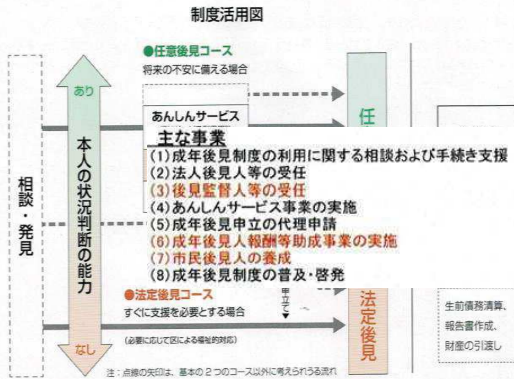 制度活用図
●任意後見コース
将来の不安に備える場合
あり
あんしんサービス
任
主な事業
(1)成年後見制度の利用に関する相談および手続き支援
(2)法人後見人等の受任
(3)後見監督人等の受任
(4)あんしんサービス事業の実施
(5)成年後見申立の代理申請
(6)成年後見人報酬等助成事業の実施
(7)市民後見人の養成
(8)成年後見制度の普及・啓発
相談・発見
本人の状況判断の能力
●法定後見コース
すぐに支援を必要とする場合
申立て
法定後見
(必要に応じて区による福祉的対応)
なし
生前債務清算、
報告書作成、
財産の引渡し
注：点線の矢印は、基本の2つのコース以外に考えられうる流れ